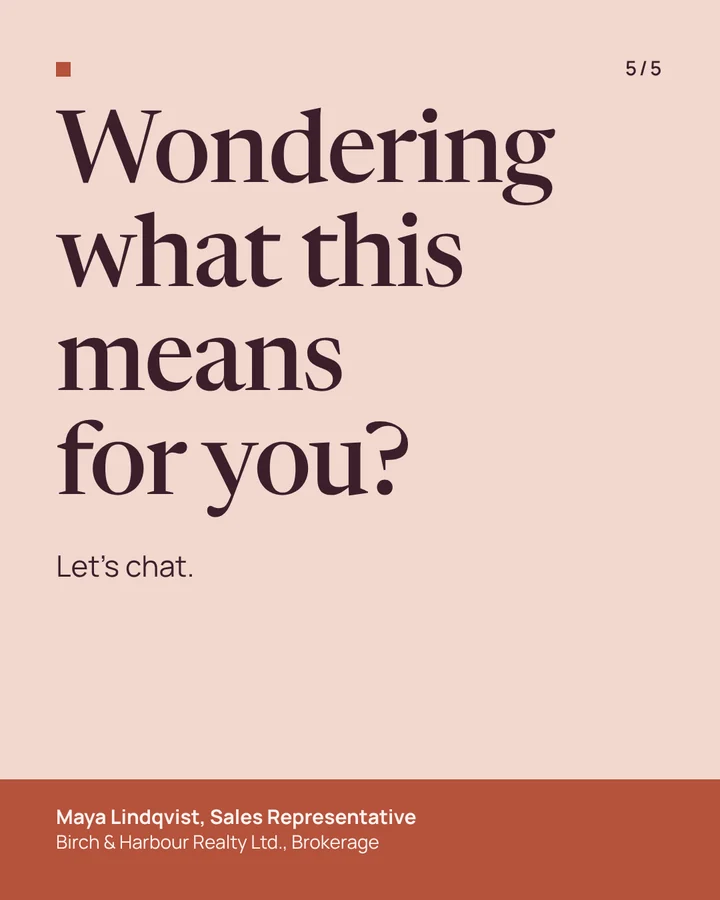 5/5
Wondering
what this
means
for you?
Let’s chat.
Maya Lindqvist, Sales Representative
Birch & Harbour Realty Ltd., Brokerage